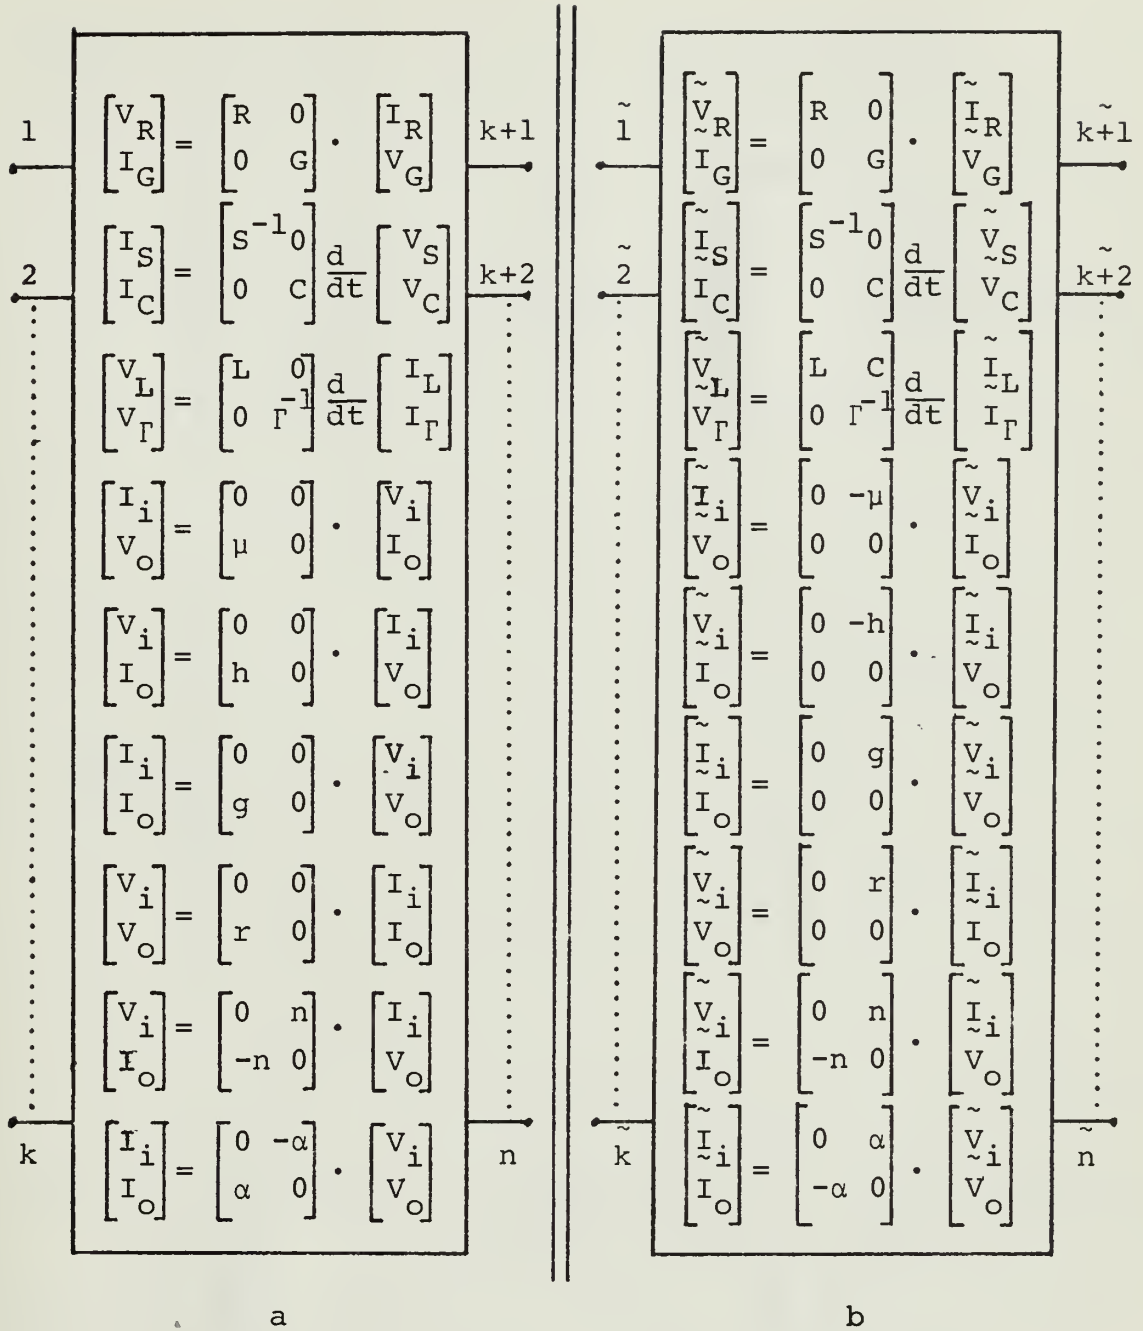 1
[V_R] = [R 0] · [I_R]
[I_G] [0 G] [V_G]
k+1
2
[I_S] = [S^-1 0] d/dt [V_S]
[I_C] [0 C] [V_C]
k+2
[V_L] = [L 0] d/dt [I_L]
[V_Γ] [0 Γ^-1] [I_Γ]
[I_i] = [0 0] · [V_i]
[V_o] [μ 0] [I_o]
[V_i] = [0 0] · [I_i]
[I_o] [h 0] [V_o]
[I_i] = [0 0] · [V_i]
[I_o] [g 0] [V_o]
[V_i] = [0 0] · [I_i]
[V_o] [r 0] [I_o]
[V_i] = [0 n] · [I_i]
[I_o] [-n 0] [V_o]
k
[I_i] = [0 -α] · [V_i]
[I_o] [α 0] [V_o]
n
a
1̃
[Ṽ_R] = [R 0] · [Ĩ_R]
[Ĩ_G] [0 G] [Ṽ_G]
k+̃1
2̃
[Ĩ_S] = [S^-1 0] d/dt [Ṽ_S]
[Ĩ_C] [0 C] [Ṽ_C]
k+̃2
[Ṽ_L] = [L C] d/dt [Ĩ_L]
[Ṽ_Γ] [0 Γ^-1] [Ĩ_Γ]
[Ĩ_i] = [0 -μ] · [Ṽ_i]
[Ṽ_o] [0 0] [Ĩ_o]
[Ṽ_i] = [0 -h] · [Ĩ_i]
[Ĩ_o] [0 0] [Ṽ_o]
[Ĩ_i] = [0 g] · [Ṽ_i]
[Ĩ_o] [0 0] [Ṽ_o]
[Ṽ_i] = [0 r] · [Ĩ_i]
[Ṽ_o] [0 0] [Ĩ_o]
[Ṽ_i] = [0 n] · [Ĩ_i]
[Ĩ_o] [-n 0] [Ṽ_o]
k̃
[Ĩ_i] = [0 α] · [Ṽ_i]
[Ĩ_o] [-α 0] [Ṽ_o]
ñ
b